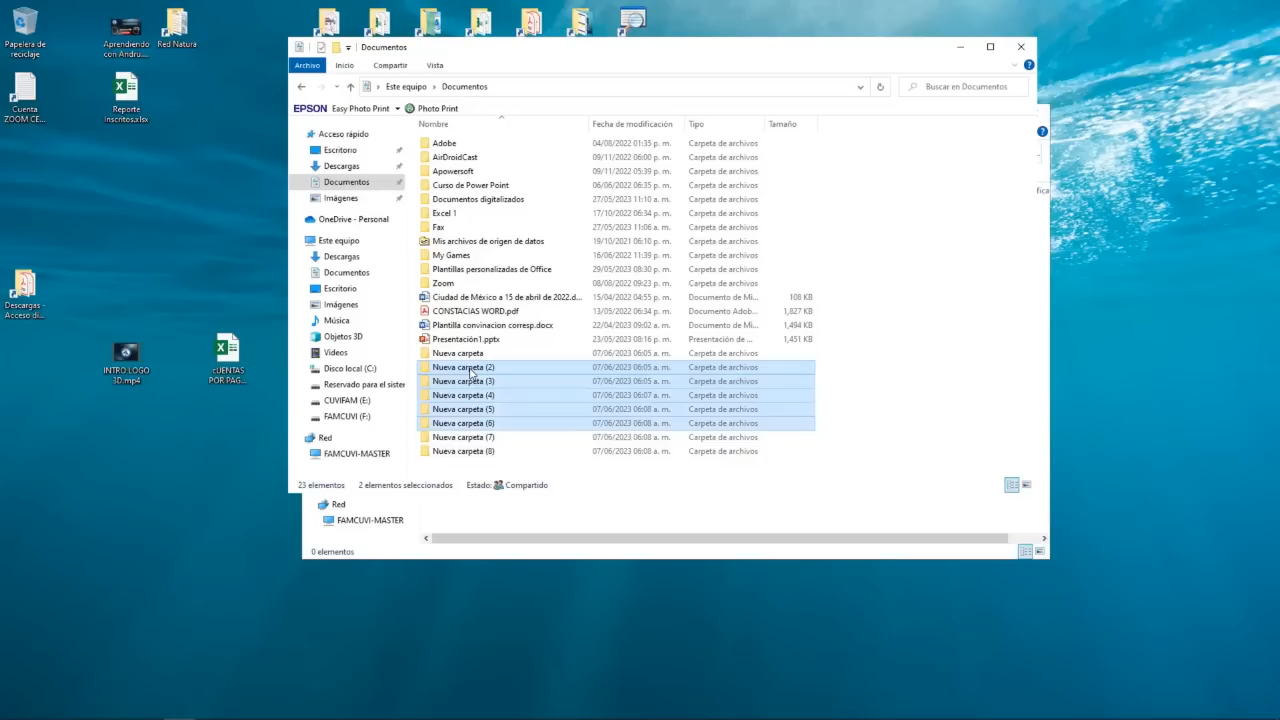 Papelera de
reciclaje
Aprendiendo
con Andru....
Red Natura
Cuenta
ZOOM CE...
Reporte
Inscritos.xlsx
Descargas -
Acceso di...
INTRO LOGO
3D.mp4
cUENTAS
POR PAG...
Documentos
Archivo
Inicio
Compartir
Vista
Este equipo
Documentos
Buscar en Documentos
EPSON Easy Photo Print
Photo Print
Acceso rápido
Escritorio
Descargas
Documentos
Imágenes
OneDrive - Personal
Este equipo
Descargas
Documentos
Escritorio
Imágenes
Música
Objetos 3D
Videos
Disco local (C:)
Reservado para el sister
CUVIFAM (E:)
FAMCUVI (F:)
Red
FAMCUVI-MASTER
Nombre Fecha de modificación Tipo Tamaño
Adobe 04/08/2022 01:35 p. m. Carpeta de archivos
AirDroidCast 09/11/2022 06:00 p. m. Carpeta de archivos
Apowersoft 09/11/2022 05:39 p. m. Carpeta de archivos
Curso de Power Point 06/06/2022 06:35 p. m. Carpeta de archivos
Documentos digitalizados 27/05/2023 11:10 a. m. Carpeta de archivos
Excel 1 17/10/2022 06:34 p. m. Carpeta de archivos
Fax 27/05/2023 11:06 a. m. Carpeta de archivos
Mis archivos de origen de datos 19/10/2021 06:10 p. m. Carpeta de archivos
My Games 16/06/2022 11:39 p. m. Carpeta de archivos
Plantillas personalizadas de Office 29/05/2023 08:30 p. m. Carpeta de archivos
Zoom 08/08/2022 09:23 p. m. Carpeta de archivos
Ciudad de México a 15 de abril de 2022.d... 15/04/2022 04:55 p. m. Documento de Mi... 108 KB
CONSTACIAS WORD.pdf 13/05/2022 06:34 p. m. Documento Adob... 1,827 KB
Plantilla convinacion corresp.docx 22/04/2023 09:02 a. m. Documento de Mi... 1,494 KB
Presentación1.pptx 23/05/2023 08:16 p. m. Presentación de ... 1,451 KB
Nueva carpeta 07/06/2023 06:05 a. m. Carpeta de archivos
Nueva carpeta (2) 07/06/2023 06:05 a. m. Carpeta de archivos
Nueva carpeta (3) 07/06/2023 06:05 a. m. Carpeta de archivos
Nueva carpeta (4) 07/06/2023 06:07 a. m. Carpeta de archivos
Nueva carpeta (5) 07/06/2023 06:08 a. m. Carpeta de archivos
Nueva carpeta (6) 07/06/2023 06:08 a. m. Carpeta de archivos
Nueva carpeta (7) 07/06/2023 06:08 a. m. Carpeta de archivos
Nueva carpeta (8) 07/06/2023 06:08 a. m. Carpeta de archivos
23 elementos 2 elementos seleccionados Estado: Compartido
Red
FAMCUVI-MASTER
0 elementos
fica